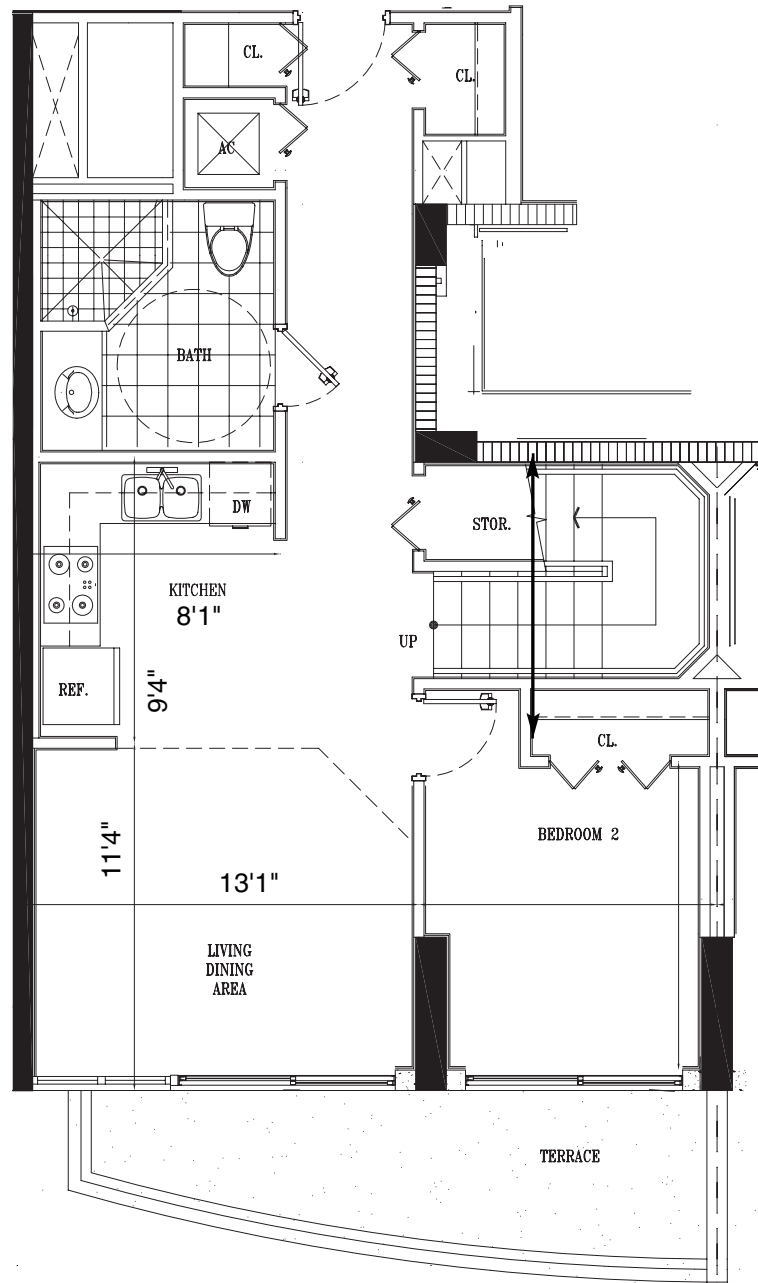 CL.
CL.
AC
BATH
DW
STOR.
KITCHEN
8'1"
UP
REF.
9'4"
CL.
BEDROOM 2
11'4"
13'1"
LIVING
DINING
AREA
TERRACE